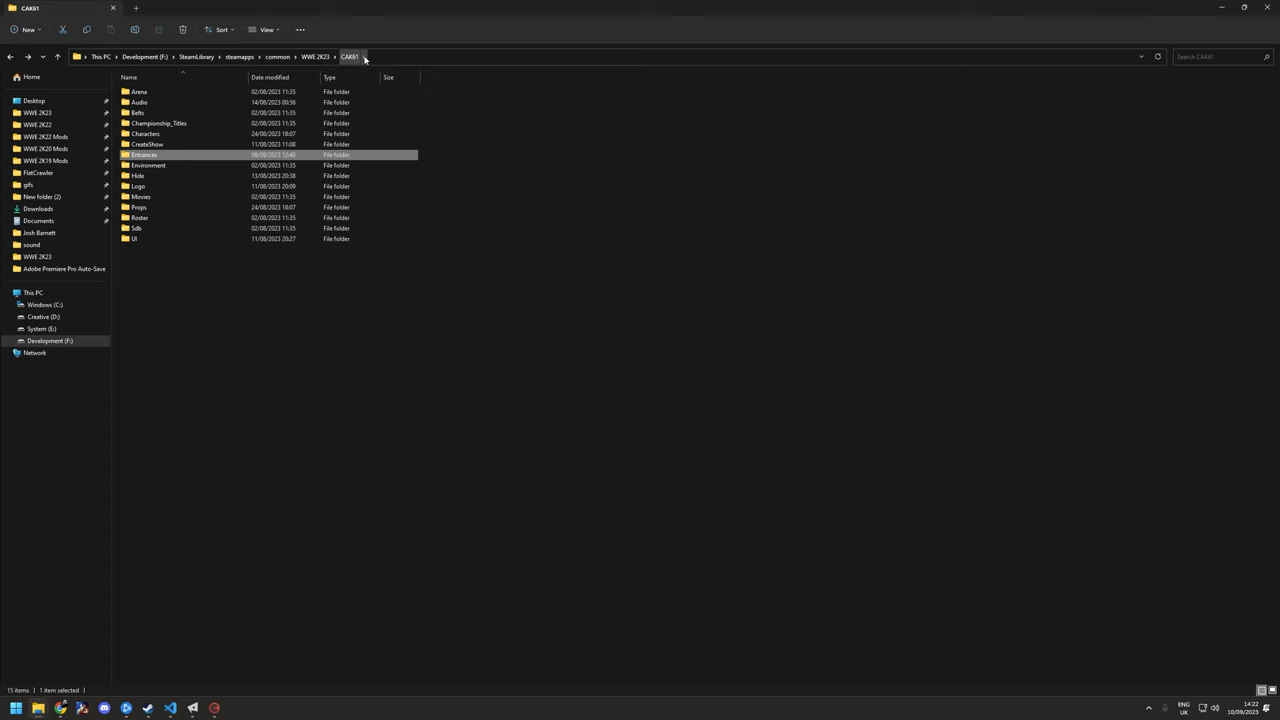 CAK61
New
Sort
View
This PC
Development (F:)
SteamLibrary
steamapps
common
WWE 2K23
CAK61
Search CAK61
Home
Desktop
WWE 2K23
WWE 2K22
WWE 2K22 Mods
WWE 2K20 Mods
WWE 2K19 Mods
FlatCrawler
gifs
New folder (2)
Downloads
Documents
Josh Barnett
sound
WWE 2K23
Adobe Premiere Pro Auto-Save
This PC
Windows (C:)
Creative (D:)
System (E:)
Development (F:)
Network
Name Date modified Type Size
Arena 02/08/2023 11:35 File folder
Audio 14/08/2023 00:56 File folder
Belts 02/08/2023 11:35 File folder
Championship_Titles 02/08/2023 11:35 File folder
Characters 24/08/2023 18:07 File folder
CreateShow 11/08/2023 11:08 File folder
Entrances 08/09/2023 12:40 File folder
Environment 02/08/2023 11:35 File folder
Hide 13/08/2023 20:38 File folder
Logo 11/08/2023 20:09 File folder
Movies 02/08/2023 11:35 File folder
Props 24/08/2023 18:07 File folder
Roster 02/08/2023 11:35 File folder
Sdb 02/08/2023 11:35 File folder
UI 11/08/2023 20:27 File folder
15 items 1 item selected
ENG
UK
14:22
10/09/2023